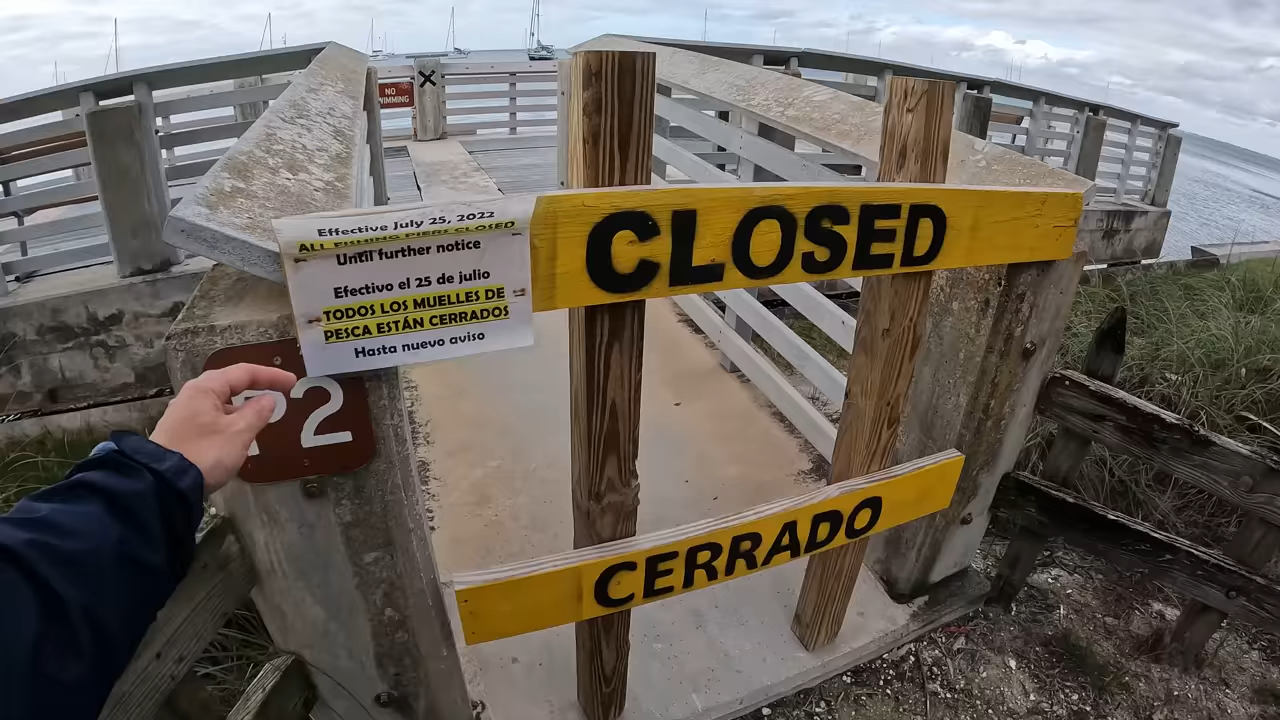 NO
SWIMMING
Effective July 25, 2022
ALL FISHING PIERS CLOSED
Until further notice
Efectivo el 25 de julio
TODOS LOS MUELLES DE
PESCA ESTÁN CERRADOS
Hasta nuevo aviso
CLOSED
P2
CERRADO